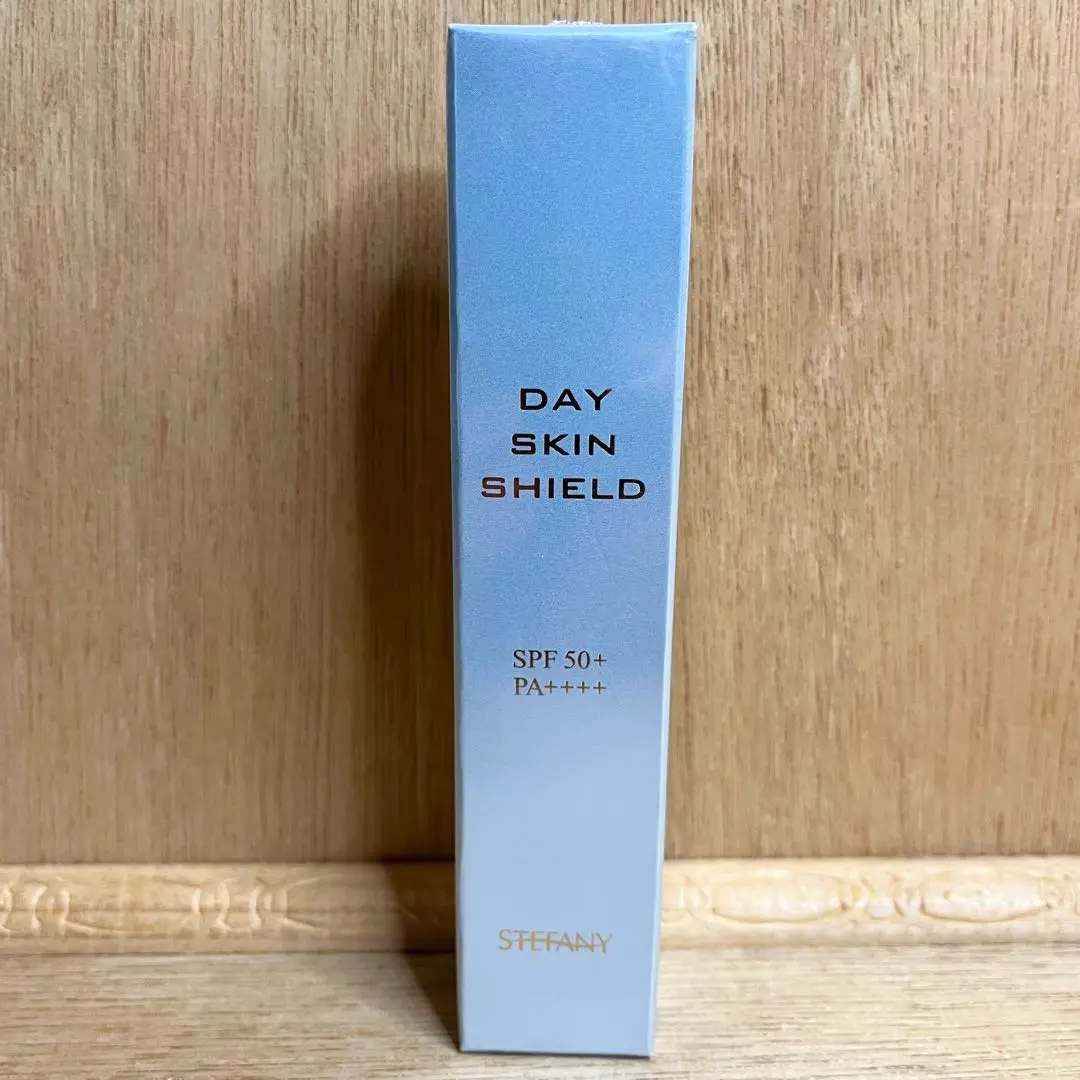 DAY
SKIN
SHIELD
SPF 50+
PA++++
STEFANY